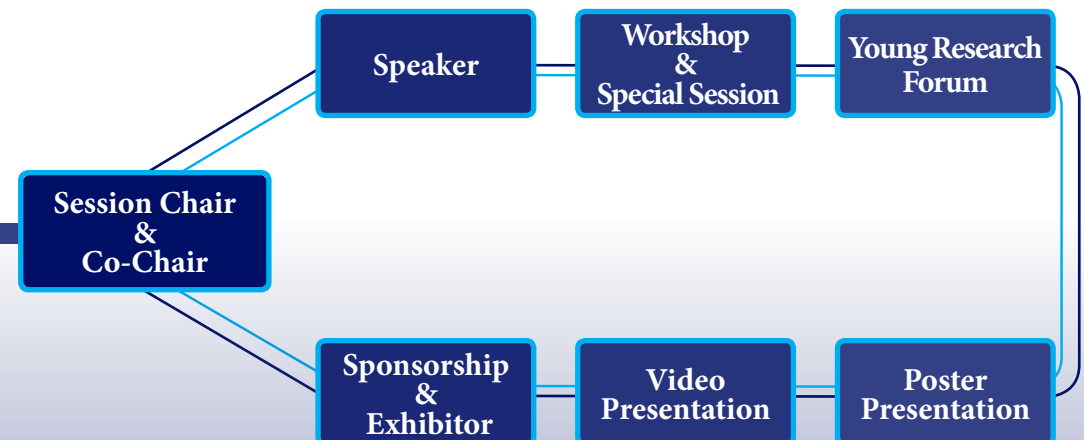 Speaker
Workshop
&
Special Session
Young Research
Forum
Session Chair
&
Co-Chair
Sponsorship
&
Exhibitor
Video
Presentation
Poster
Presentation